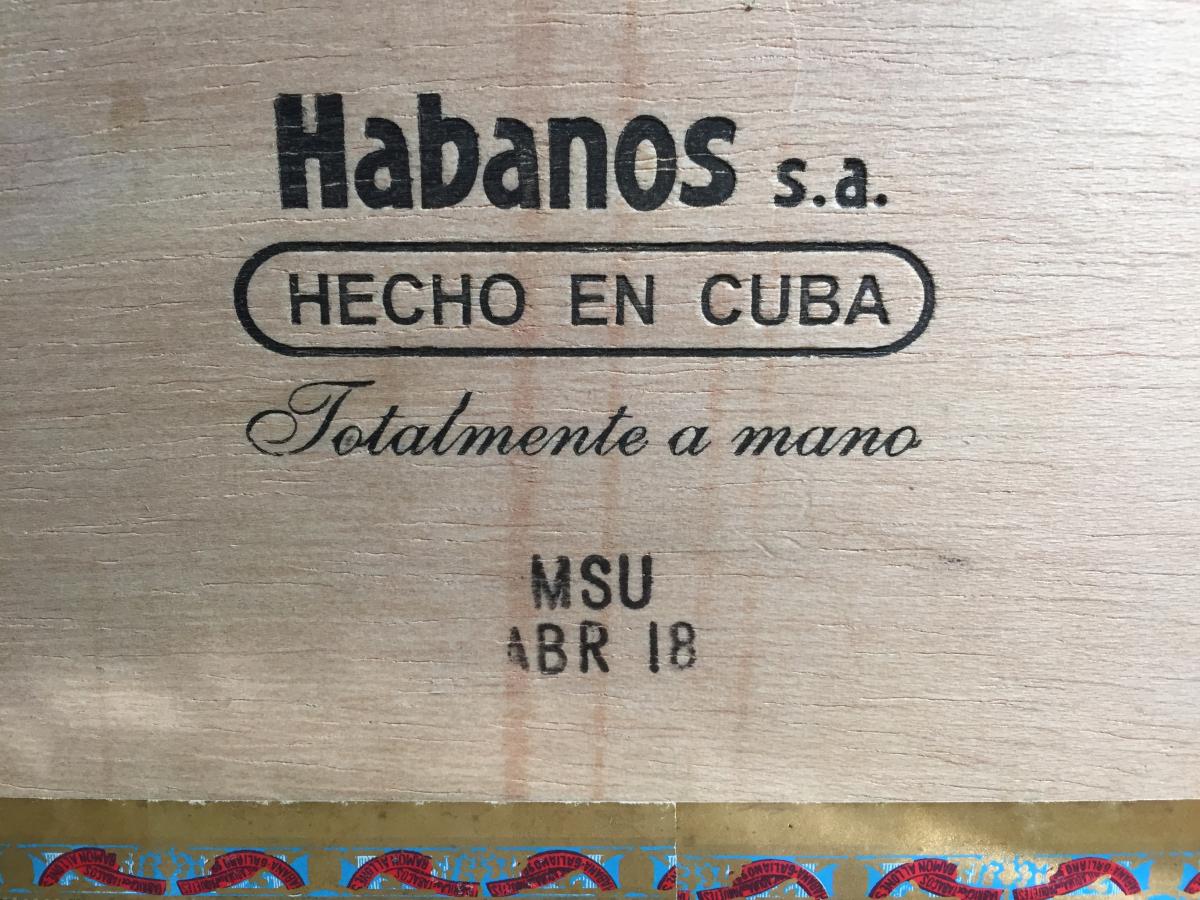 Habanos s.a.
HECHO EN CUBA
Totalmente a mano
MSU
ABR 18